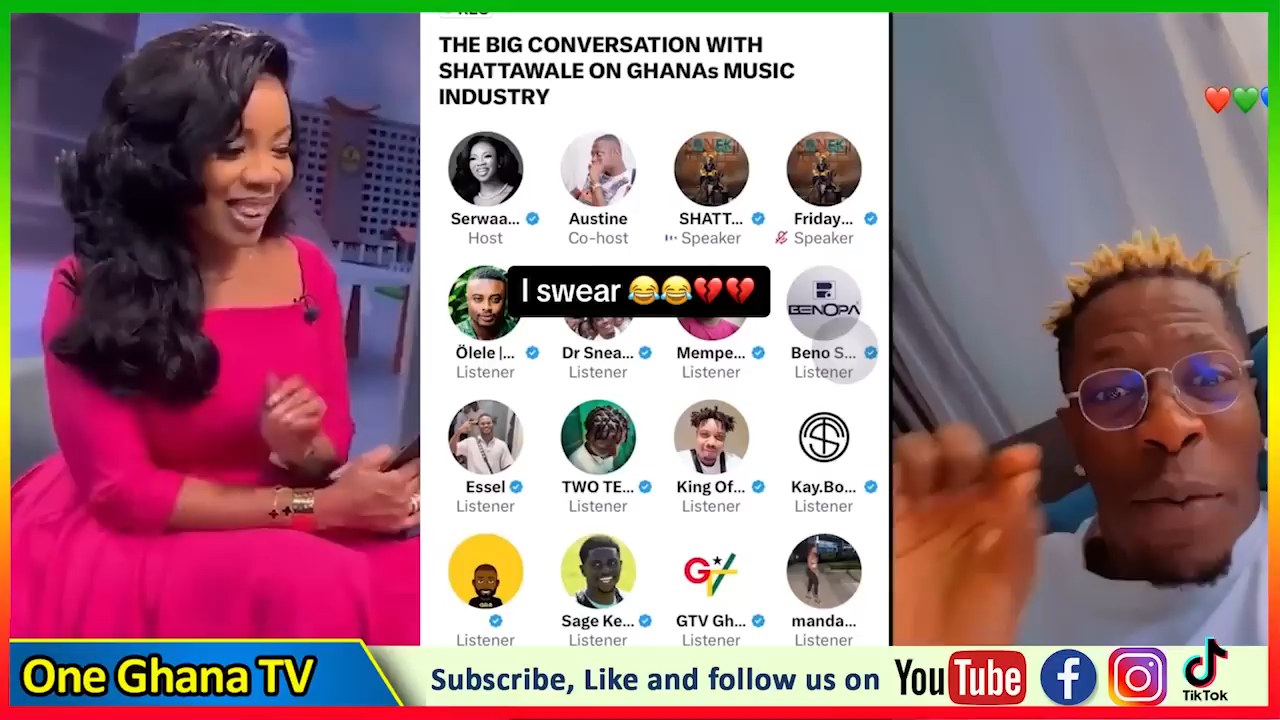 THE BIG CONVERSATION WITH
SHATTAWALE ON GHANAs MUSIC
INDUSTRY
Serwaa...
Austine
SHATT...
Friday...
Host
Co-host
Speaker
Speaker
I swear 😂😂💔💔
BENOPA
Ölele |...
Dr Snea...
Mempe...
Beno S...
Listener
Listener
Listener
Listener
Essel
TWO TE...
King Of...
Kay.Bo...
Listener
Listener
Listener
Listener
Sage Ke...
GTV Gh...
manda...
Listener
Listener
Listener
Listener
One Ghana TV
Subscribe, Like and follow us on
YouTube
TikTok